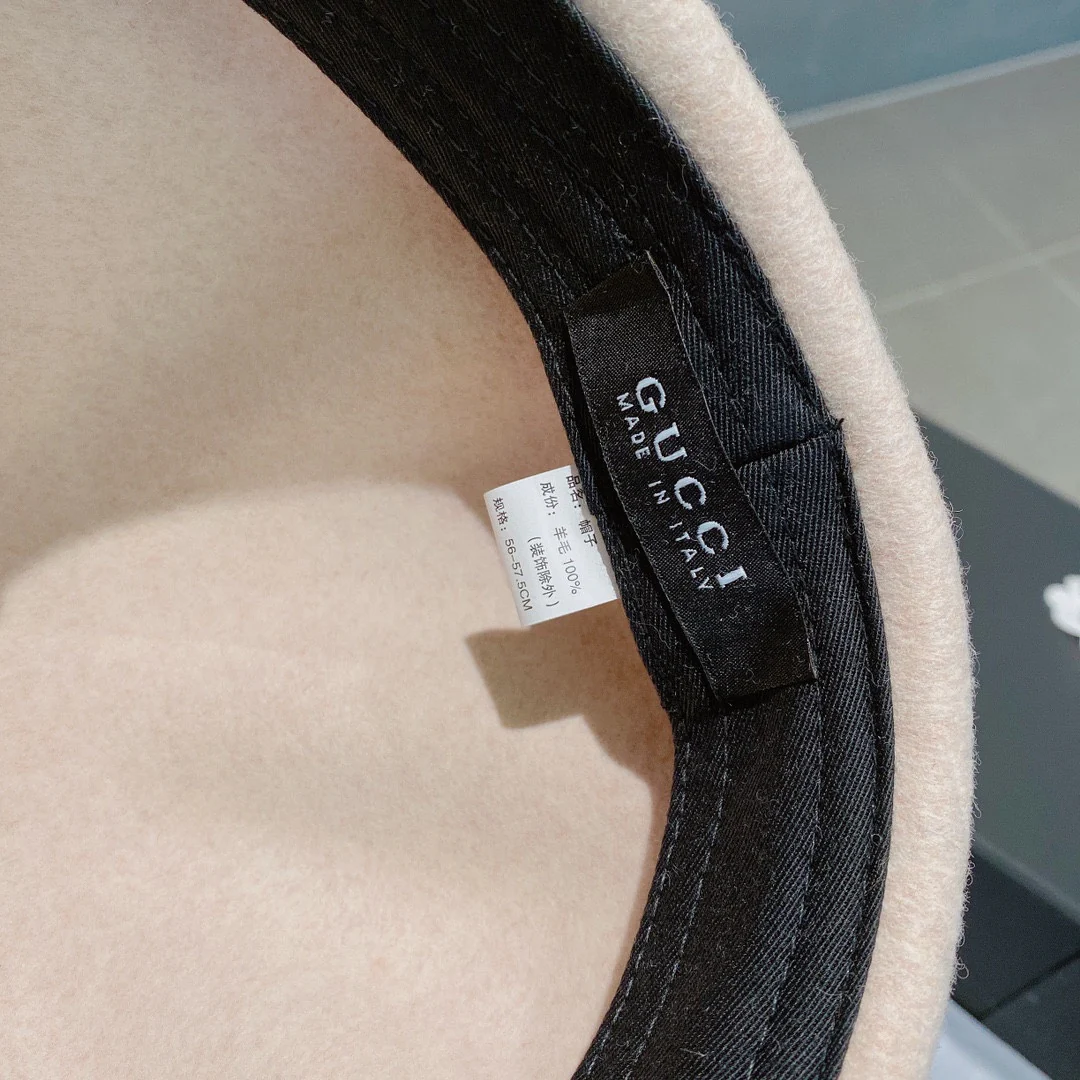 GUCCI
MADE IN ITALY
品名：帽子
成份：羊毛 100%
（装饰除外）
规格：56-57.5CM